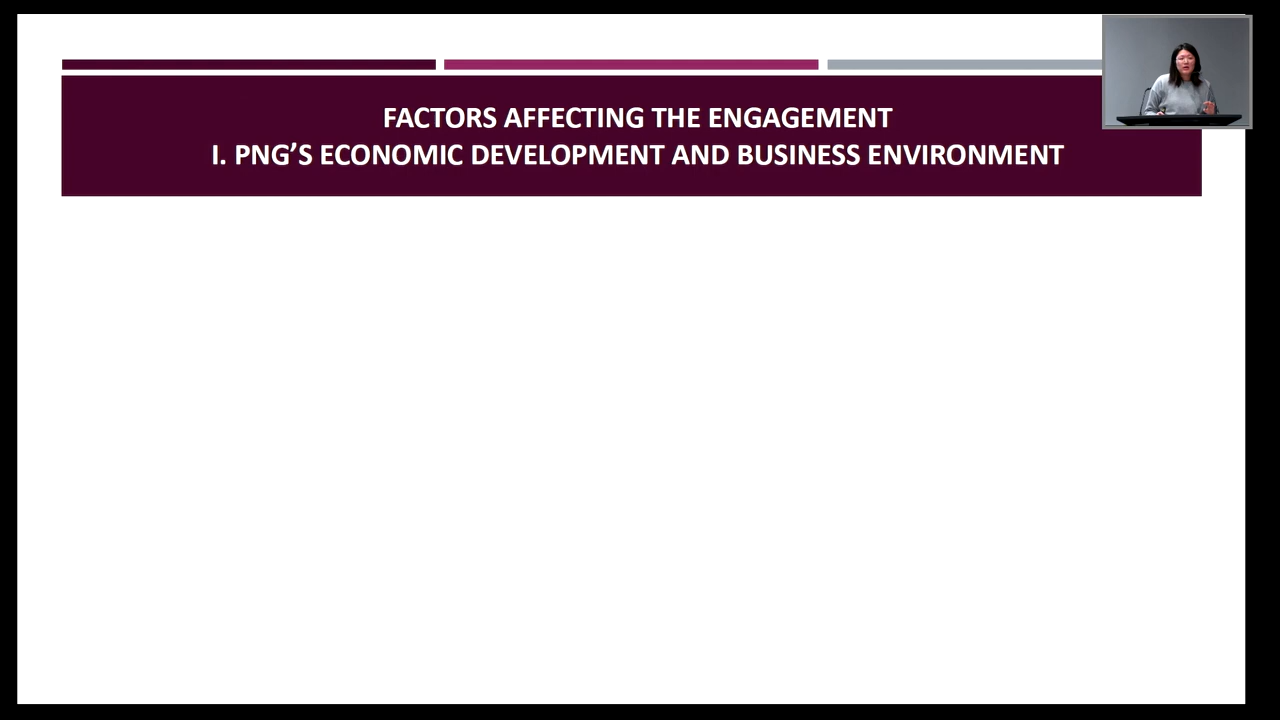 FACTORS AFFECTING THE ENGAGEMENT
I. PNG’S ECONOMIC DEVELOPMENT AND BUSINESS ENVIRONMENT